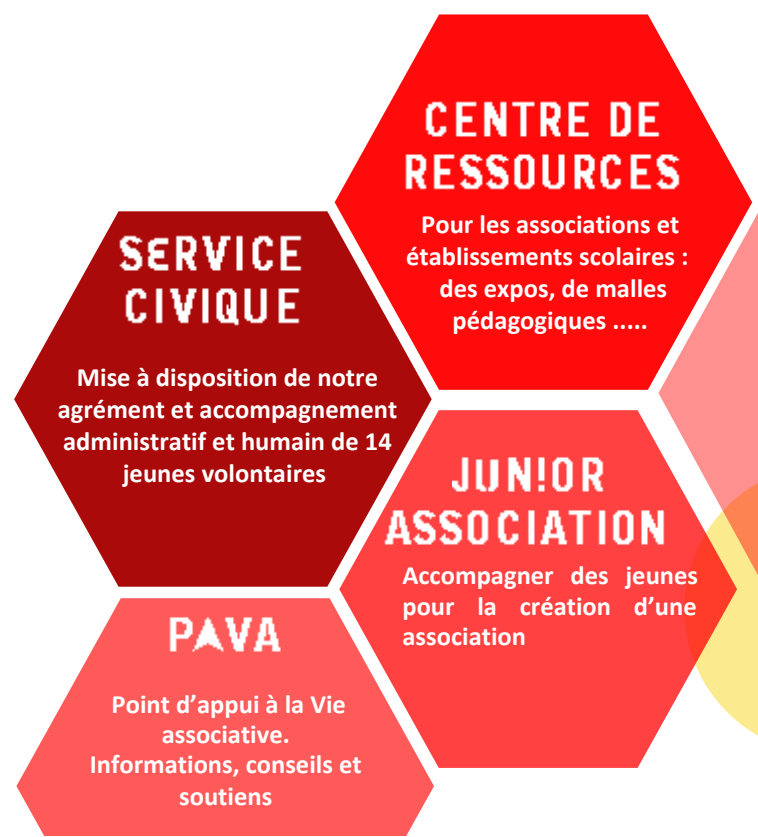 CENTRE DE
RESSOURCES
Pour les associations et
établissements scolaires :
des expos, de malles
pédagogiques .....
SERVICE
CIVIQUE
Mise à disposition de notre
agrément et accompagnement
administratif et humain de 14
jeunes volontaires
JUN!OR
ASSOCIATION
Accompagner des jeunes
pour la création d’une
association
PAVA
Point d’appui à la Vie
associative.
Informations, conseils et
soutiens